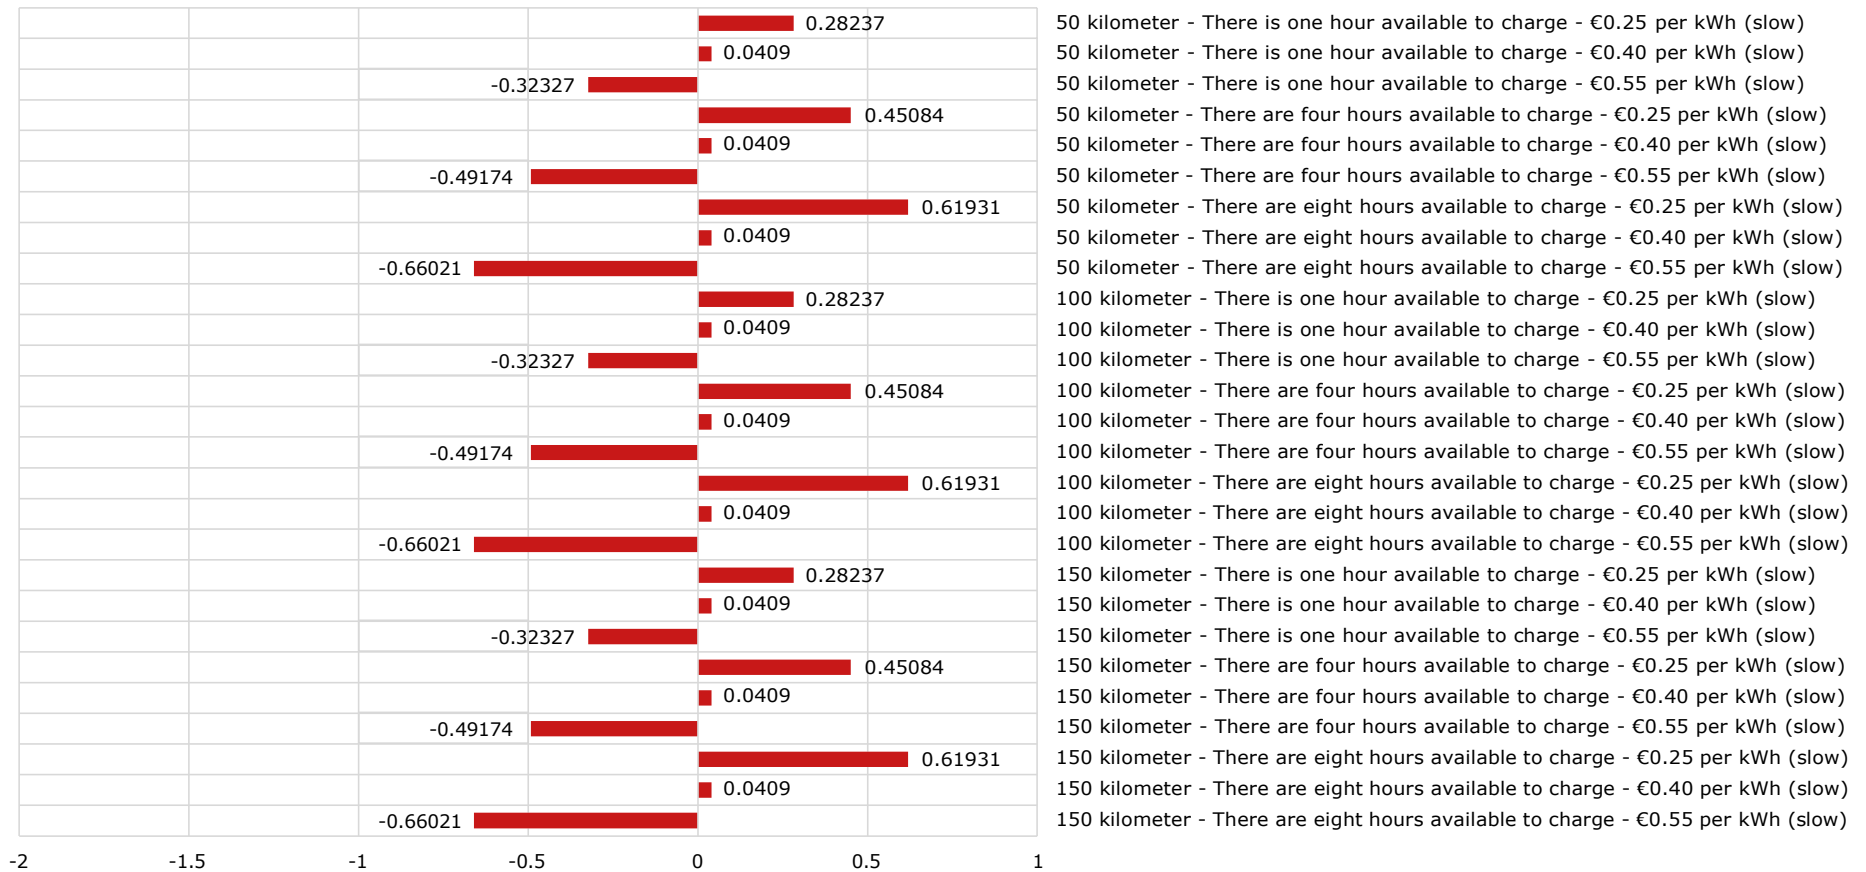 0.28237 50 kilometer - There is one hour available to charge - €0.25 per kWh (slow)
0.0409 50 kilometer - There is one hour available to charge - €0.40 per kWh (slow)
-0.32327 50 kilometer - There is one hour available to charge - €0.55 per kWh (slow)
0.45084 50 kilometer - There are four hours available to charge - €0.25 per kWh (slow)
0.0409 50 kilometer - There are four hours available to charge - €0.40 per kWh (slow)
-0.49174 50 kilometer - There are four hours available to charge - €0.55 per kWh (slow)
0.61931 50 kilometer - There are eight hours available to charge - €0.25 per kWh (slow)
0.0409 50 kilometer - There are eight hours available to charge - €0.40 per kWh (slow)
-0.66021 50 kilometer - There are eight hours available to charge - €0.55 per kWh (slow)
0.28237 100 kilometer - There is one hour available to charge - €0.25 per kWh (slow)
0.0409 100 kilometer - There is one hour available to charge - €0.40 per kWh (slow)
-0.32327 100 kilometer - There is one hour available to charge - €0.55 per kWh (slow)
0.45084 100 kilometer - There are four hours available to charge - €0.25 per kWh (slow)
0.0409 100 kilometer - There are four hours available to charge - €0.40 per kWh (slow)
-0.49174 100 kilometer - There are four hours available to charge - €0.55 per kWh (slow)
0.61931 100 kilometer - There are eight hours available to charge - €0.25 per kWh (slow)
0.0409 100 kilometer - There are eight hours available to charge - €0.40 per kWh (slow)
-0.66021 100 kilometer - There are eight hours available to charge - €0.55 per kWh (slow)
0.28237 150 kilometer - There is one hour available to charge - €0.25 per kWh (slow)
0.0409 150 kilometer - There is one hour available to charge - €0.40 per kWh (slow)
-0.32327 150 kilometer - There is one hour available to charge - €0.55 per kWh (slow)
0.45084 150 kilometer - There are four hours available to charge - €0.25 per kWh (slow)
0.0409 150 kilometer - There are four hours available to charge - €0.40 per kWh (slow)
-0.49174 150 kilometer - There are four hours available to charge - €0.55 per kWh (slow)
0.61931 150 kilometer - There are eight hours available to charge - €0.25 per kWh (slow)
0.0409 150 kilometer - There are eight hours available to charge - €0.40 per kWh (slow)
-0.66021 150 kilometer - There are eight hours available to charge - €0.55 per kWh (slow)
-2 -1.5 -1 -0.5 0 0.5 1